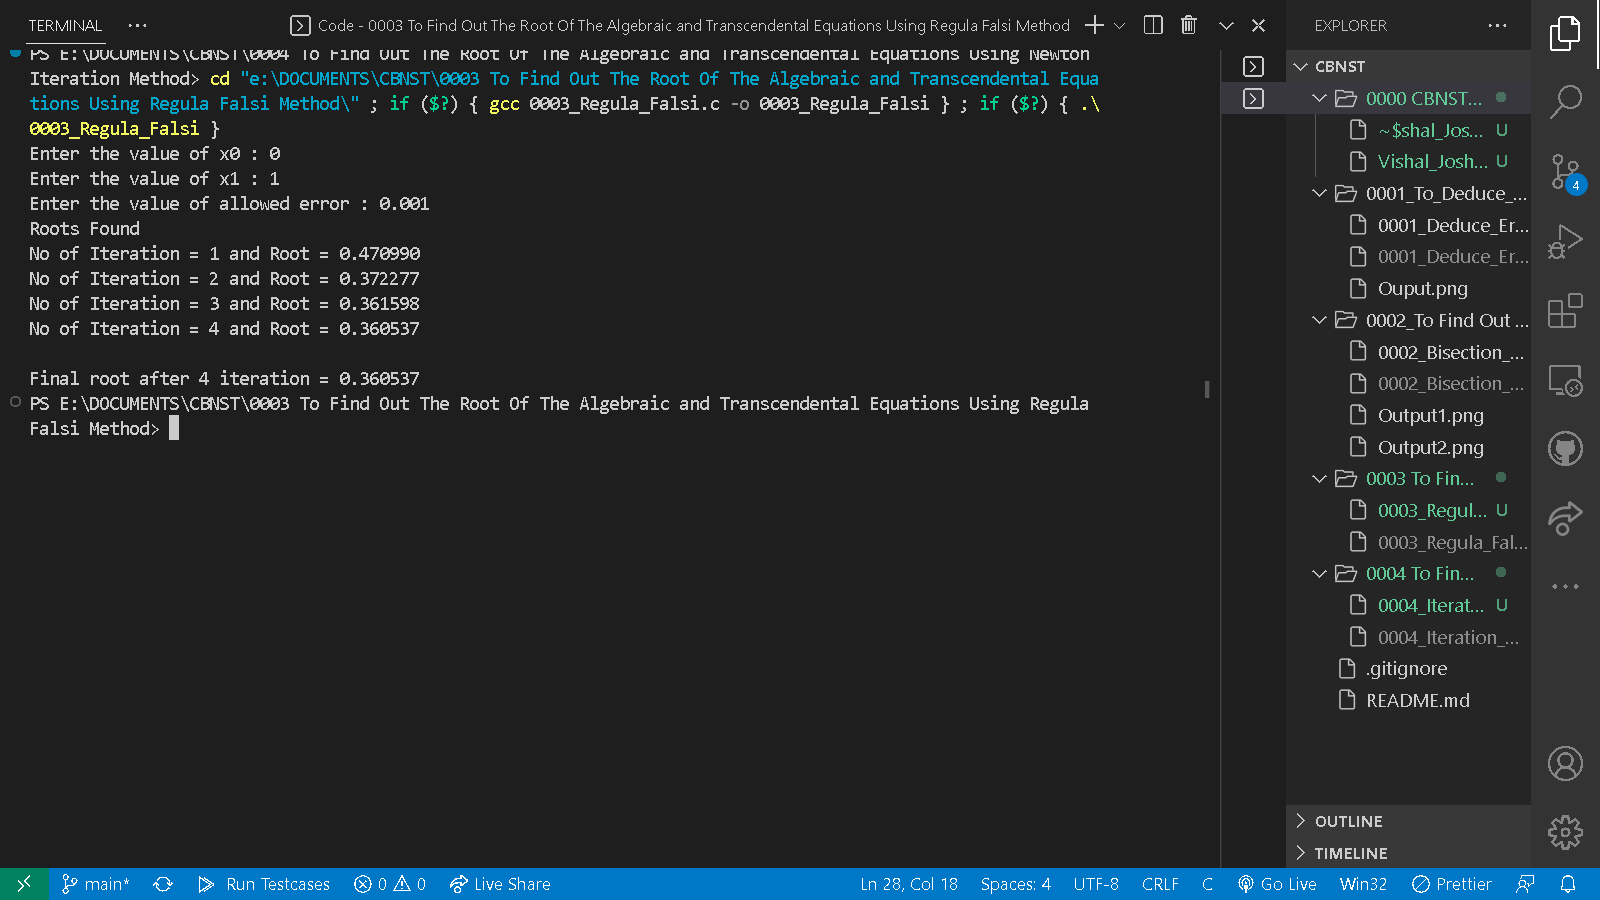 TERMINAL
Code - 0003 To Find Out The Root Of The Algebraic and Transcendental Equations Using Regula Falsi Method
PS E:\DOCUMENTS\CBNST\0004 To Find Out The Root Of The Algebraic and Transcendental Equations Using Newton
Iteration Method> cd "e:\DOCUMENTS\CBNST\0003 To Find Out The Root Of The Algebraic and Transcendental Equa
tions Using Regula Falsi Method\" ; if ($?) { gcc 0003_Regula_Falsi.c -o 0003_Regula_Falsi } ; if ($?) { .\
0003_Regula_Falsi }
Enter the value of x0 : 0
Enter the value of x1 : 1
Enter the value of allowed error : 0.001
Roots Found
No of Iteration = 1 and Root = 0.470990
No of Iteration = 2 and Root = 0.372277
No of Iteration = 3 and Root = 0.361598
No of Iteration = 4 and Root = 0.360537
Final root after 4 iteration = 0.360537
PS E:\DOCUMENTS\CBNST\0003 To Find Out The Root Of The Algebraic and Transcendental Equations Using Regula
Falsi Method>
EXPLORER
CBNST
0000 CBNST...
~$shal_Jos... U
Vishal_Josh... U
0001_To_Deduce_...
0001_Deduce_Er...
0001_Deduce_Er...
Ouput.png
0002_To Find Out ...
0002_Bisection_...
0002_Bisection_...
Output1.png
Output2.png
0003 To Fin...
0003_Regul... U
0003_Regula_Fal...
0004 To Fin...
0004_Iterat... U
0004_Iteration_...
.gitignore
README.md
OUTLINE
TIMELINE
4
main* Run Testcases 0 0 Live Share Ln 28, Col 18 Spaces: 4 UTF-8 CRLF C Go Live Win32 Prettier